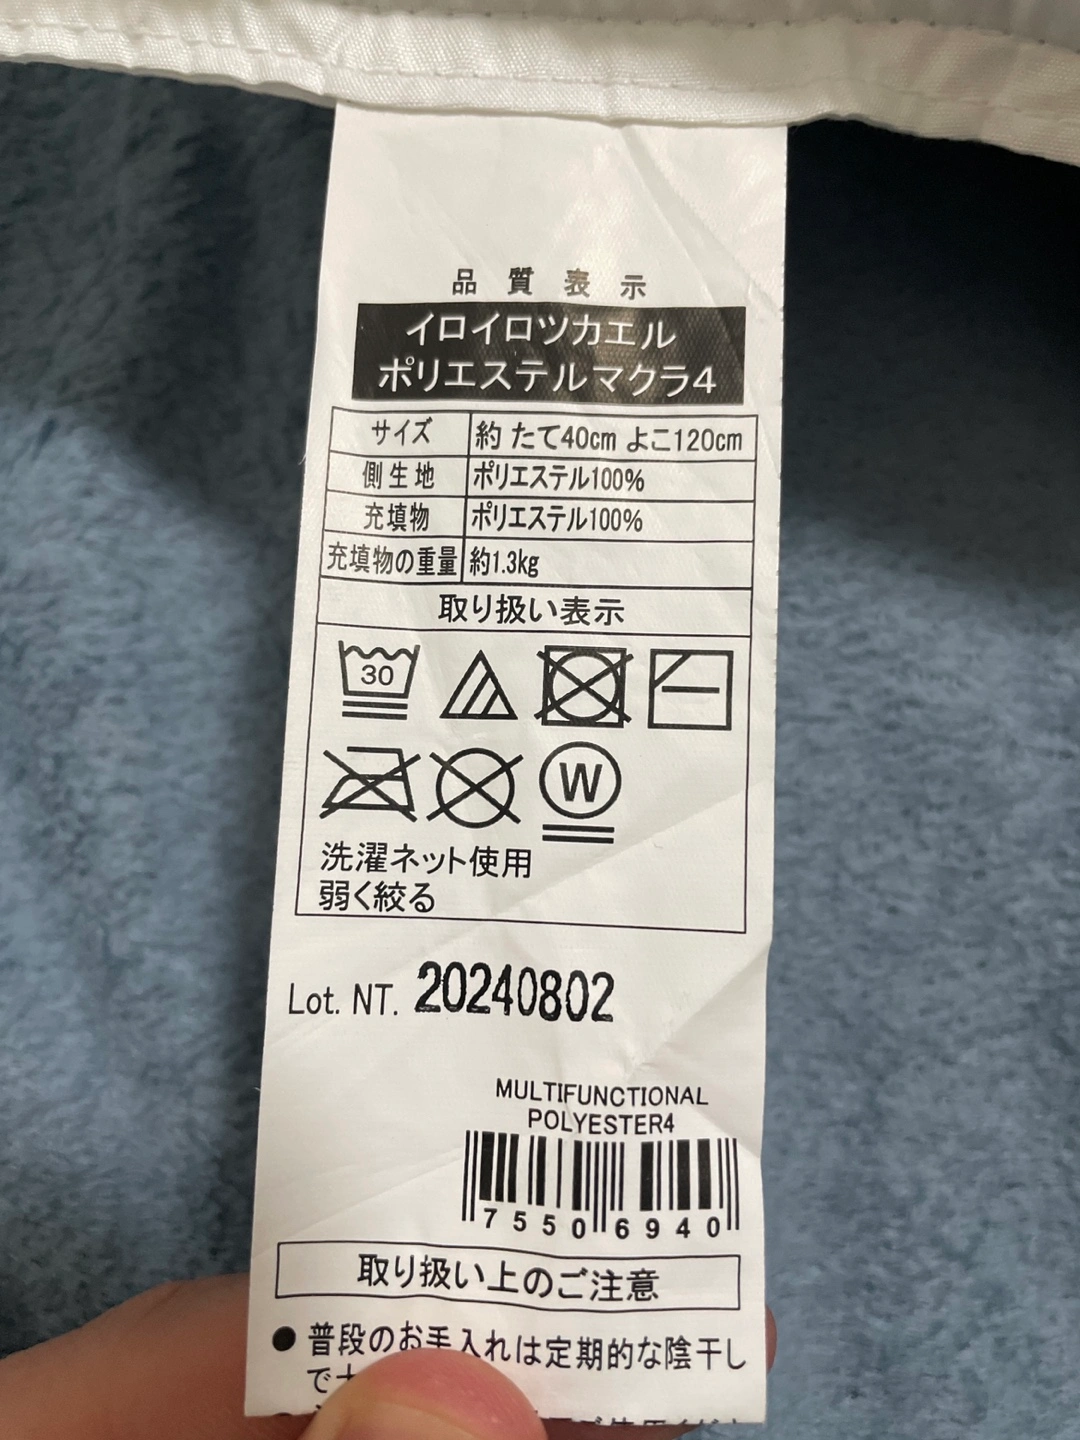 品質表示
イロイロツカエル
ポリエステルマクラ4
サイズ 約 たて40cm よこ120cm
側生地 ポリエステル100%
充填物 ポリエステル100%
充填物の重量 約1.3kg
取り扱い表示
30
W
洗濯ネット使用
弱く絞る
Lot. NT. 20240802
MULTIFUNCTIONAL
POLYESTER4
7550 6940
取り扱い上のご注意
● 普段のお手入れは定期的な陰干し
で